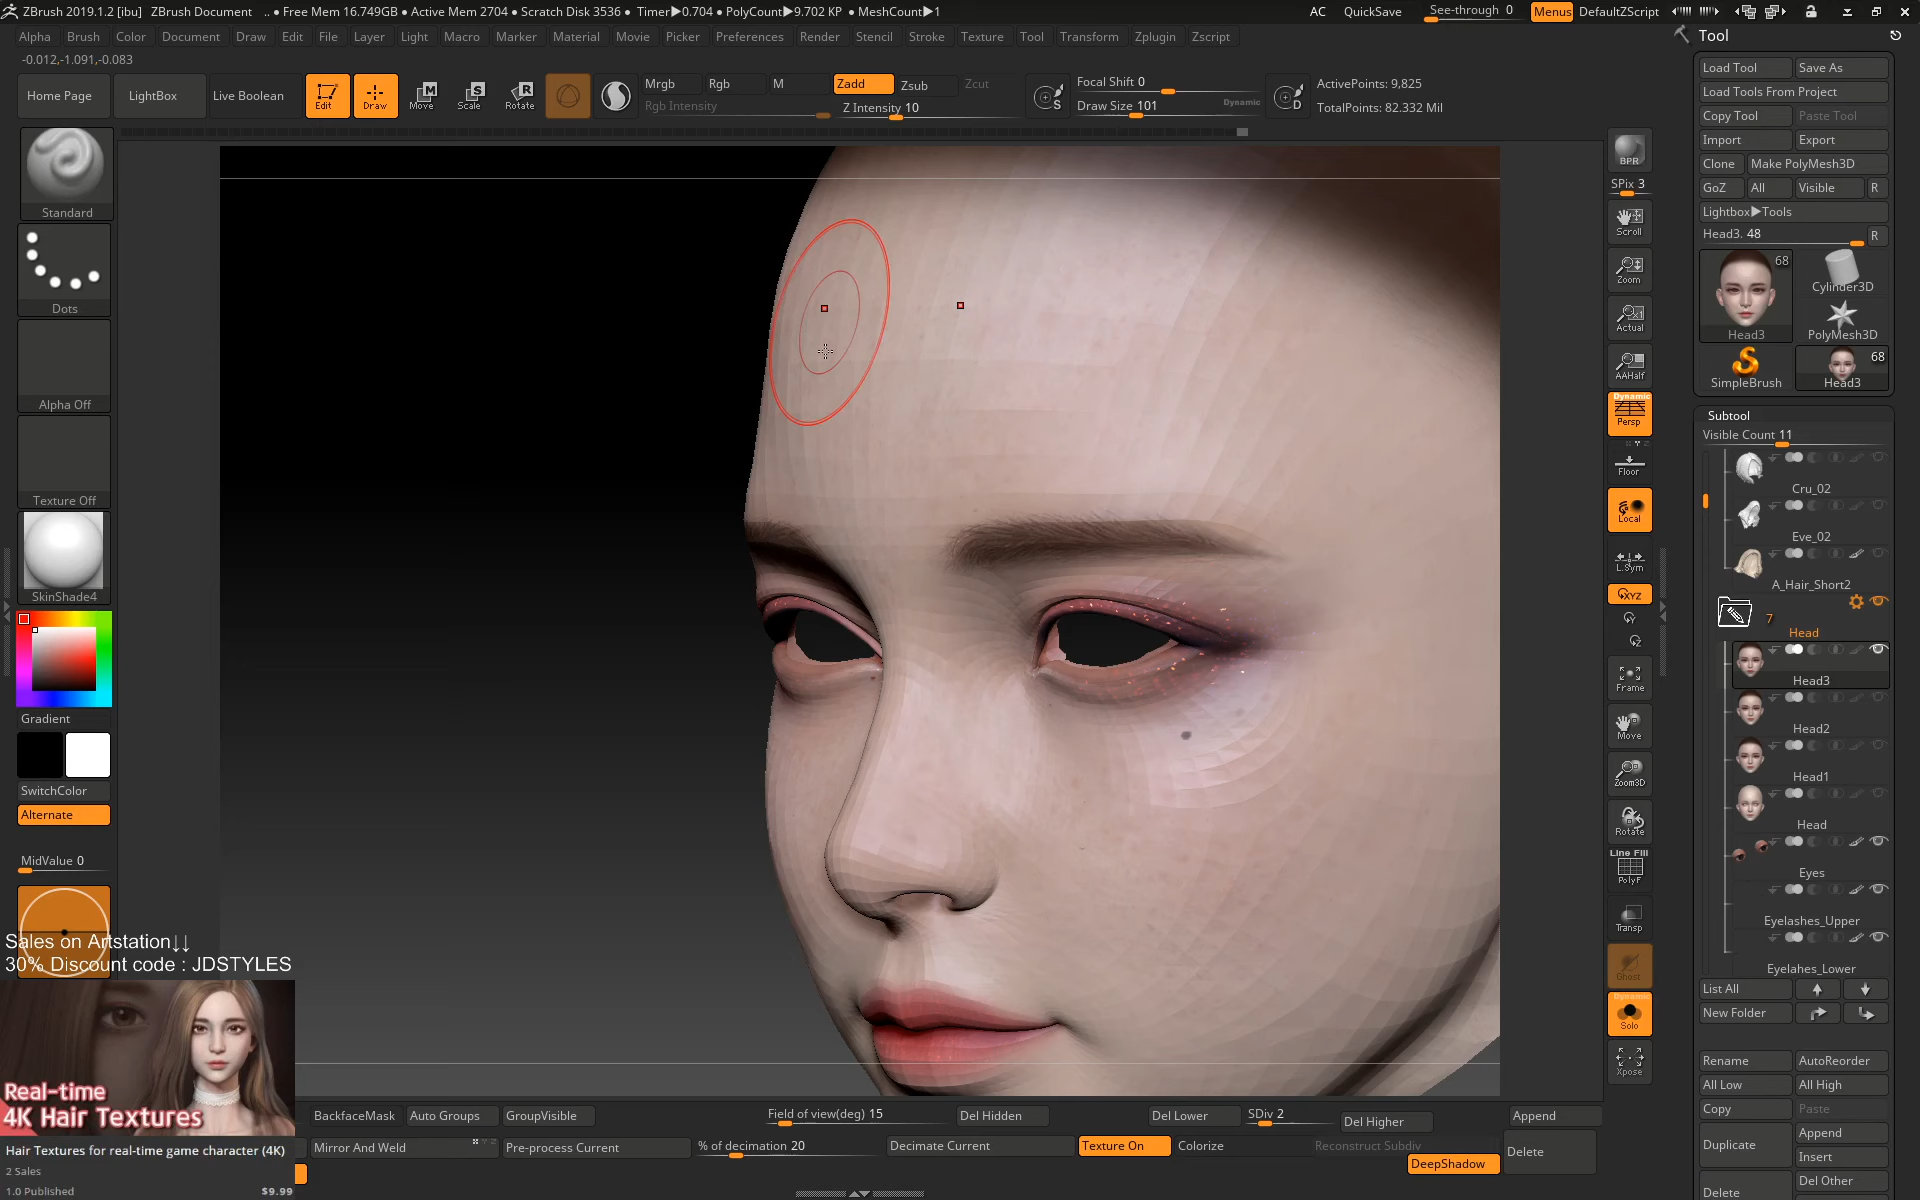 ZBrush 2019.1.2 [ibu]   ZBrush Document   .. ● Free Mem 16.749GB ● Active Mem 2704 ● Scratch Disk 3536 ●  Timer▶0.704 ● PolyCount▶9.702 KP  ● MeshCount▶1   AC   QuickSave   See-through 0   Menus   DefaultZScript
Alpha   Brush   Color   Document   Draw   Edit   File   Layer   Light   Macro   Marker   Material   Movie   Picker   Preferences   Render   Stencil   Stroke   Texture   Tool   Transform   Zplugin   Zscript   Tool
-0.012,-1.091,-0.083
Home Page   LightBox   Live Boolean   Edit   Draw   Move   Scale   Rotate
Mrgb   Rgb   M   Zadd   Zsub   Zcut
Rgb Intensity   Z Intensity 10
Focal Shift 0
Draw Size 101   Dynamic
ActivePoints: 9,825
TotalPoints: 82.332 Mil
Standard
Dots
Alpha Off
Texture Off
SkinShade4
Gradient
SwitchColor
Alternate
MidValue 0
Sales on Artstation↓↓
30% Discount code : JDSTYLES
Real-time
4K Hair Textures
Hair Textures for real-time game character (4K)
2 Sales
1.0 Published   $9.99
BPR
SPix 3
Scroll
Zoom
Actual
AAHalf
Dynamic
Persp
Floor
Local
L.Sym
XYZ
Y
Z
Frame
Move
Zoom3D
Rotate
Line Fill
PolyF
Transp
Ghost
Dynamic
Solo
Xpose
Load Tool   Save As
Load Tools From Project
Copy Tool   Paste Tool
Import   Export
Clone   Make PolyMesh3D
GoZ   All   Visible   R
Lightbox▶Tools
Head3. 48   R
68
Head3
Cylinder3D
PolyMesh3D
SimpleBrush
68
Head3
Subtool
Visible Count 11
Cru_02
Eve_02
A_Hair_Short2
7
Head
Head3
Head2
Head1
Head
Eyes
Eyelashes_Upper
Eyelahes_Lower
List All
New Folder
Rename   AutoReorder
All Low   All High
Copy   Paste
Duplicate   Append
Insert
Delete   Del Other
BackfaceMask   Auto Groups   GroupVisible   Field of view(deg) 15   Del Hidden   Del Lower   SDiv 2   Del Higher   Append
Mirror And Weld   Pre-process Current   % of decimation 20   Decimate Current   Texture On   Colorize   Reconstruct Subdiv   Delete
DeepShadow